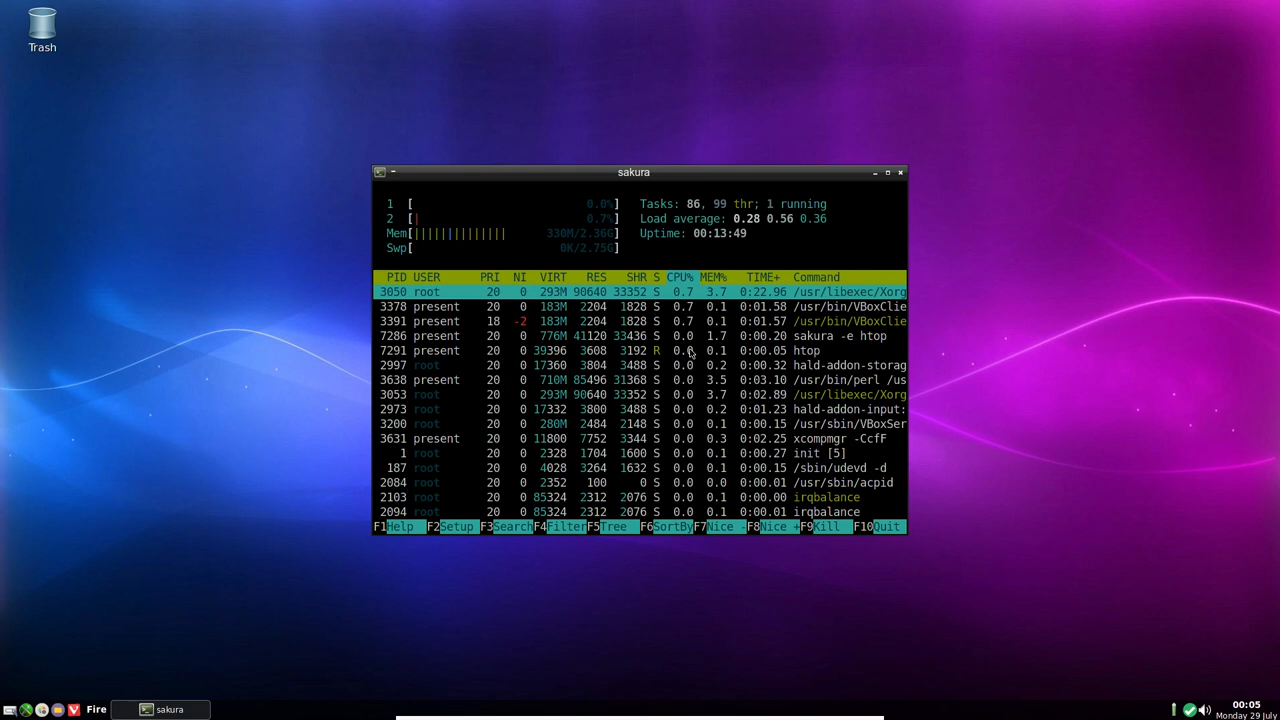 Trash
sakura
1 [ 0.0%] Tasks: 86, 99 thr; 1 running
2 [| 0.7%] Load average: 0.28 0.56 0.36
Mem[||||||||||||||| 330M/2.36G] Uptime: 00:13:49
Swp[ 0K/2.75G]
PID USER PRI NI VIRT RES SHR S CPU% MEM% TIME+ Command
3050 root 20 0 293M 90640 33352 S 0.7 3.7 0:22.96 /usr/libexec/Xorg
3378 present 20 0 183M 2204 1828 S 0.7 0.1 0:01.58 /usr/bin/VBoxClie
3391 present 18 -2 183M 2204 1828 S 0.7 0.1 0:01.57 /usr/bin/VBoxClie
7286 present 20 0 776M 41120 33436 S 0.0 1.7 0:00.20 sakura -e htop
7291 present 20 0 39396 3608 3192 R 0.0 0.1 0:00.05 htop
2997 root 20 0 17360 3804 3488 S 0.0 0.2 0:00.32 hald-addon-storag
3638 present 20 0 710M 85496 31368 S 0.0 3.5 0:03.10 /usr/bin/perl /us
3053 root 20 0 293M 90640 33352 S 0.0 3.7 0:02.89 /usr/libexec/Xorg
2973 root 20 0 17332 3800 3488 S 0.0 0.2 0:01.23 hald-addon-input:
3200 root 20 0 280M 2484 2148 S 0.0 0.1 0:00.15 /usr/sbin/VBoxSer
3631 present 20 0 11800 7752 3344 S 0.0 0.3 0:02.25 xcompmgr -CcfF
1 root 20 0 2328 1704 1600 S 0.0 0.1 0:00.27 init [5]
187 root 20 0 4028 3264 1632 S 0.0 0.1 0:00.15 /sbin/udevd -d
2084 root 20 0 2352 100 0 S 0.0 0.0 0:00.01 /usr/sbin/acpid
2103 root 20 0 85324 2312 2076 S 0.0 0.1 0:00.00 irqbalance
2094 root 20 0 85324 2312 2076 S 0.0 0.1 0:00.01 irqbalance
F1Help F2Setup F3SearchF4FilterF5Tree F6SortByF7Nice -F8Nice +F9Kill F10Quit
Fire sakura 00:05
Monday 29 July